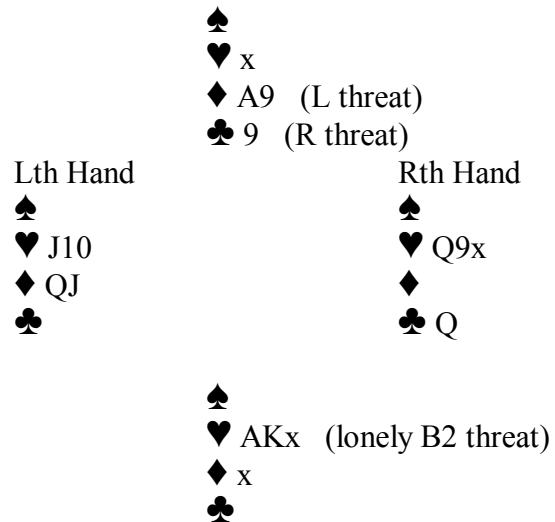 ♠
♥ x
♦ A9 (L threat)
♣ 9 (R threat)
Lth Hand Rth Hand
♠ ♠
♥ J10 ♥ Q9x
♦ QJ ♦
♣ ♣ Q
♠
♥ AKx (lonely B2 threat)
♦ x
♣